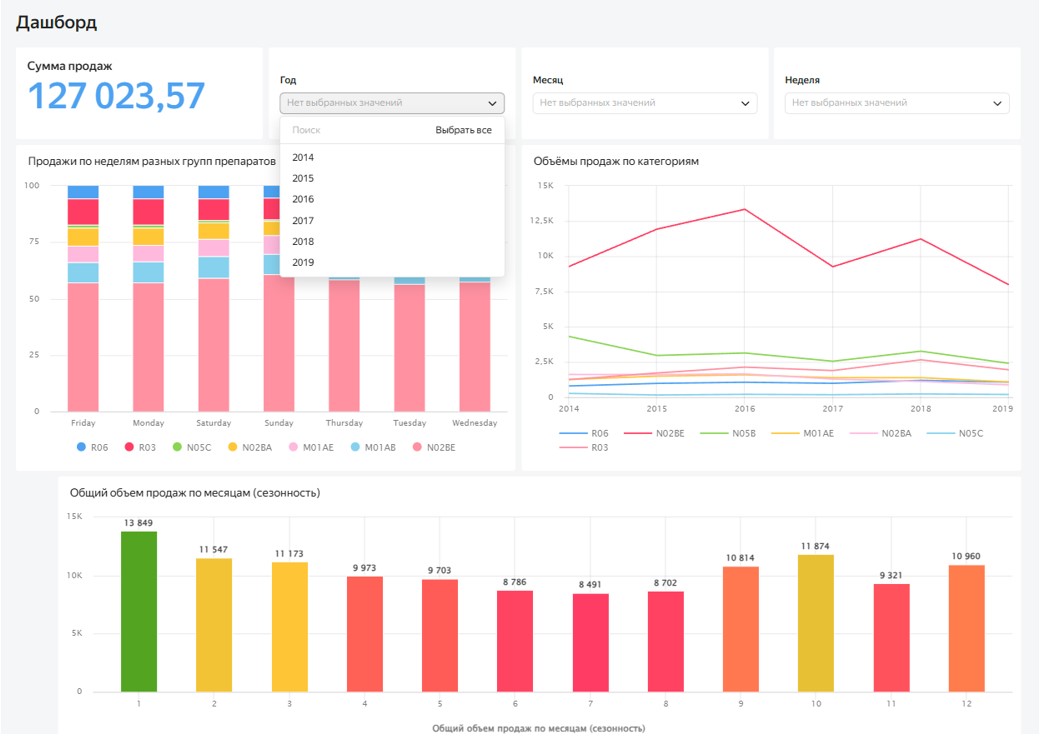 Дашборд
Сумма продаж
127 023,57
Год
Нет выбранных значений
Месяц
Нет выбранных значений
Неделя
Нет выбранных значений
Поиск Выбрать все
2014
2015
2016
2017
2018
2019
Продажи по неделям разных групп препаратов
100
75
50
25
0
Friday Monday Saturday Sunday Thursday Tuesday Wednesday
R06 R03 N05C N02BA M01AE M01AB N02BE
Объёмы продаж по категориям
15K
12,5K
10K
7,5K
5K
2,5K
0
2014 2015 2016 2017 2018 2019
R06 N02BE N05B M01AE N02BA N05C
R03
Общий объем продаж по месяцам (сезонность)
15K
10K
5K
0
13 849
11 547
11 173
9 973
9 703
8 786
8 491
8 702
10 814
11 874
9 321
10 960
1 2 3 4 5 6 7 8 9 10 11 12
Общий объем продаж по месяцам (сезонность)